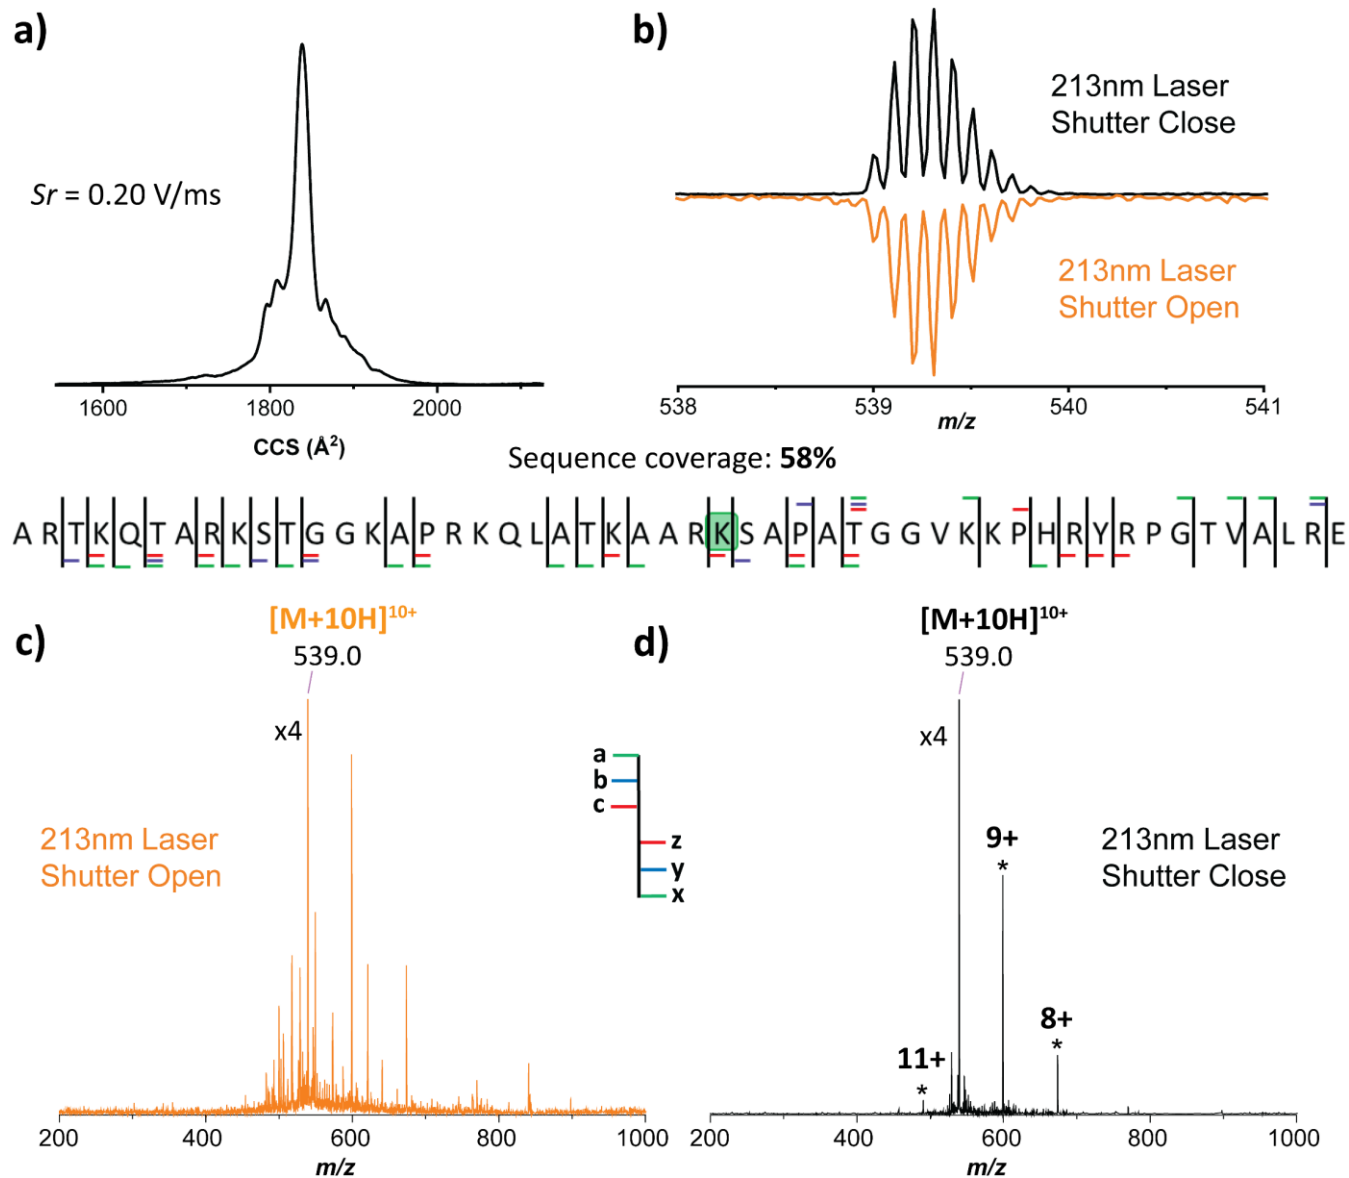 a)
Sr = 0.20 V/ms
1600 1800 2000
CCS (Å²)
b)
213nm Laser
Shutter Close
213nm Laser
Shutter Open
538 539 540 541
m/z
Sequence coverage: 58%
A R T K Q T A R K S T G G K A P R K Q L A T K A A R K S A P A T G G V K K P H R Y R P G T V A L R E
c)
[M+10H]¹⁰⁺
539.0
x4
213nm Laser
Shutter Open
200 400 600 800 1000
m/z
a
b
c
z
y
x
d)
[M+10H]¹⁰⁺
539.0
x4
9+
*
8+
*
11+
*
213nm Laser
Shutter Close
200 400 600 800 1000
m/z